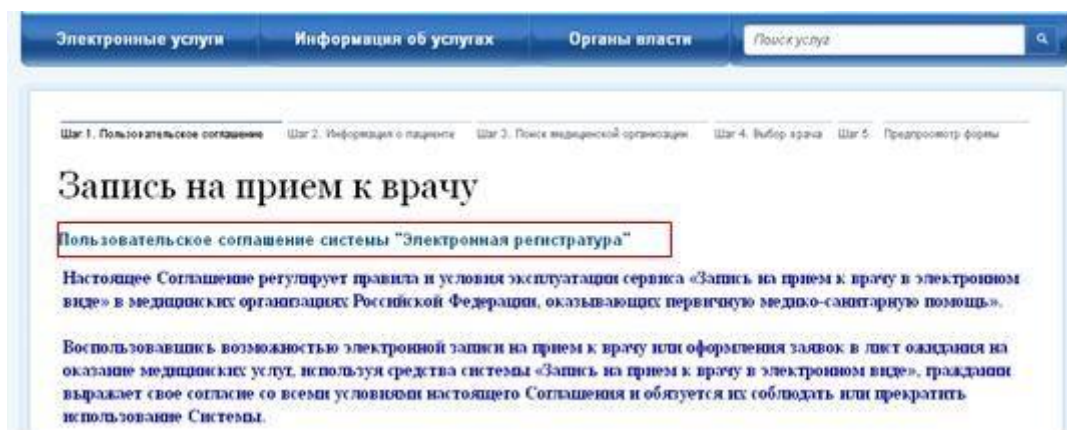 Электронные услуги Информация об услугах Органы власти Поиск услуг
Шаг 1. Пользовательское соглашение Шаг 2. Информация о пациенте Шаг 3. Поиск медицинской организации Шаг 4. Выбор врача Шаг 5. Предпросмотр формы
Запись на прием к врачу
Пользовательское соглашение системы "Электронная регистратура"
Настоящее Соглашение регулирует правила и условия эксплуатации сервиса «Запись на прием к врачу в электронном
виде» в медицинских организациях Российской Федерации, оказывающих первичную медико-санитарную помощь».
Воспользовавшись возможностью электронной записи на прием к врачу или оформления заявок в лист ожидания на
оказание медицинских услуг, используя средства системы «Запись на прием к врачу в электронном виде», гражданин
выражает свое согласие со всеми условиями настоящего Соглашения и обязуется их соблюдать или прекратить
использование Системы.